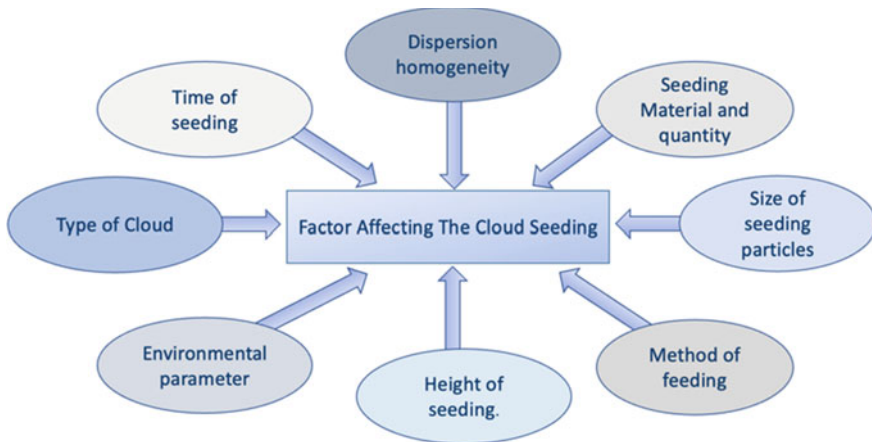 Dispersion
homogeneity
Time of
seeding
Seeding
Material and
quantity
Type of Cloud
Factor Affecting The Cloud Seeding
Size of
seeding
particles
Environmental
parameter
Height of
seeding.
Method of
feeding